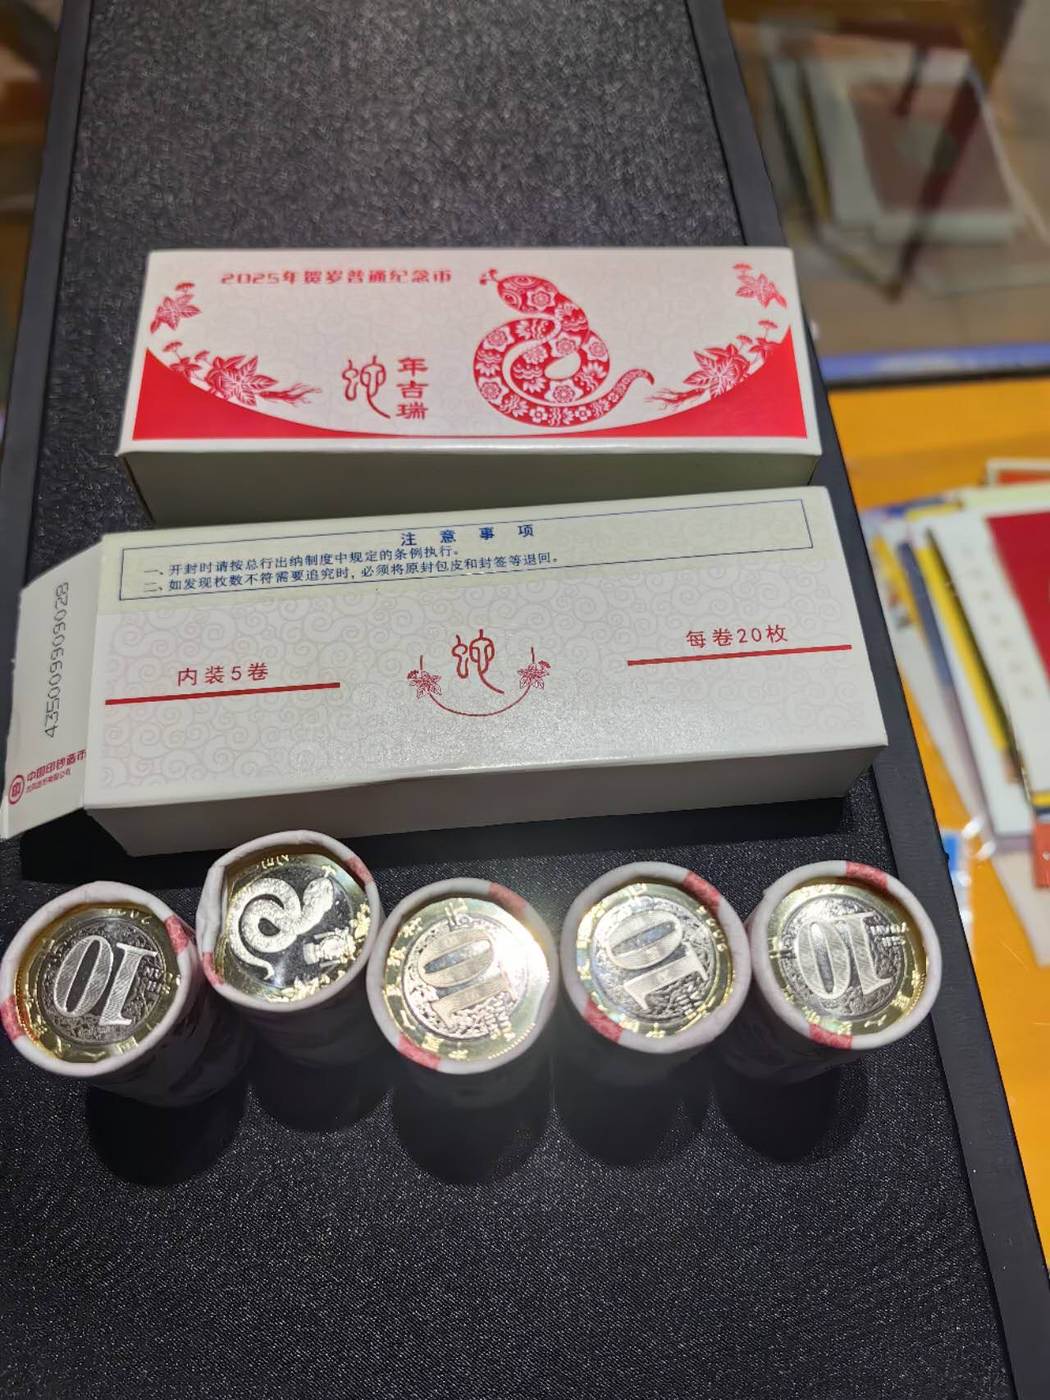 2025年贺岁普通纪念币
蛇
年吉瑞
注意事项
一、开封时请按总行出纳制度中规定的条例执行。
二、如发现枚数不符需要追究时，必须将原封包皮和封签等退回。
内装5卷
蛇
每卷20枚
4350099309028
中国印钞造币
10
10
10
10